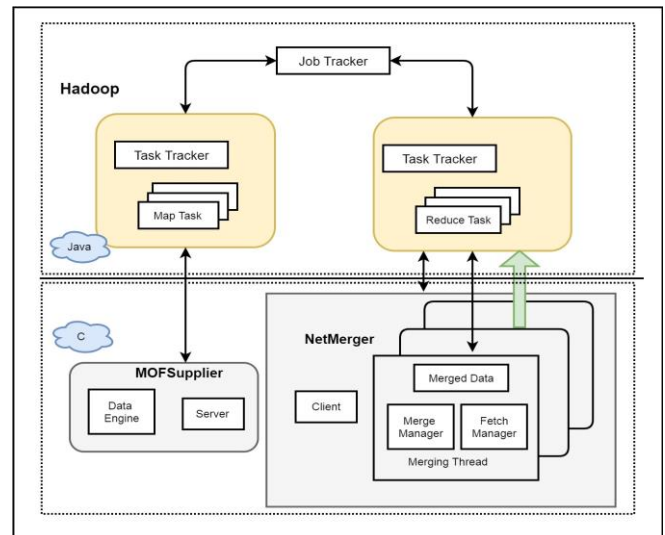 Job Tracker
Hadoop
Task Tracker
Map Task
Java
Task Tracker
Reduce Task
C
MOFSupplier
Data
Engine
Server
NetMerger
Client
Merged Data
Merge
Manager
Fetch
Manager
Merging Thread